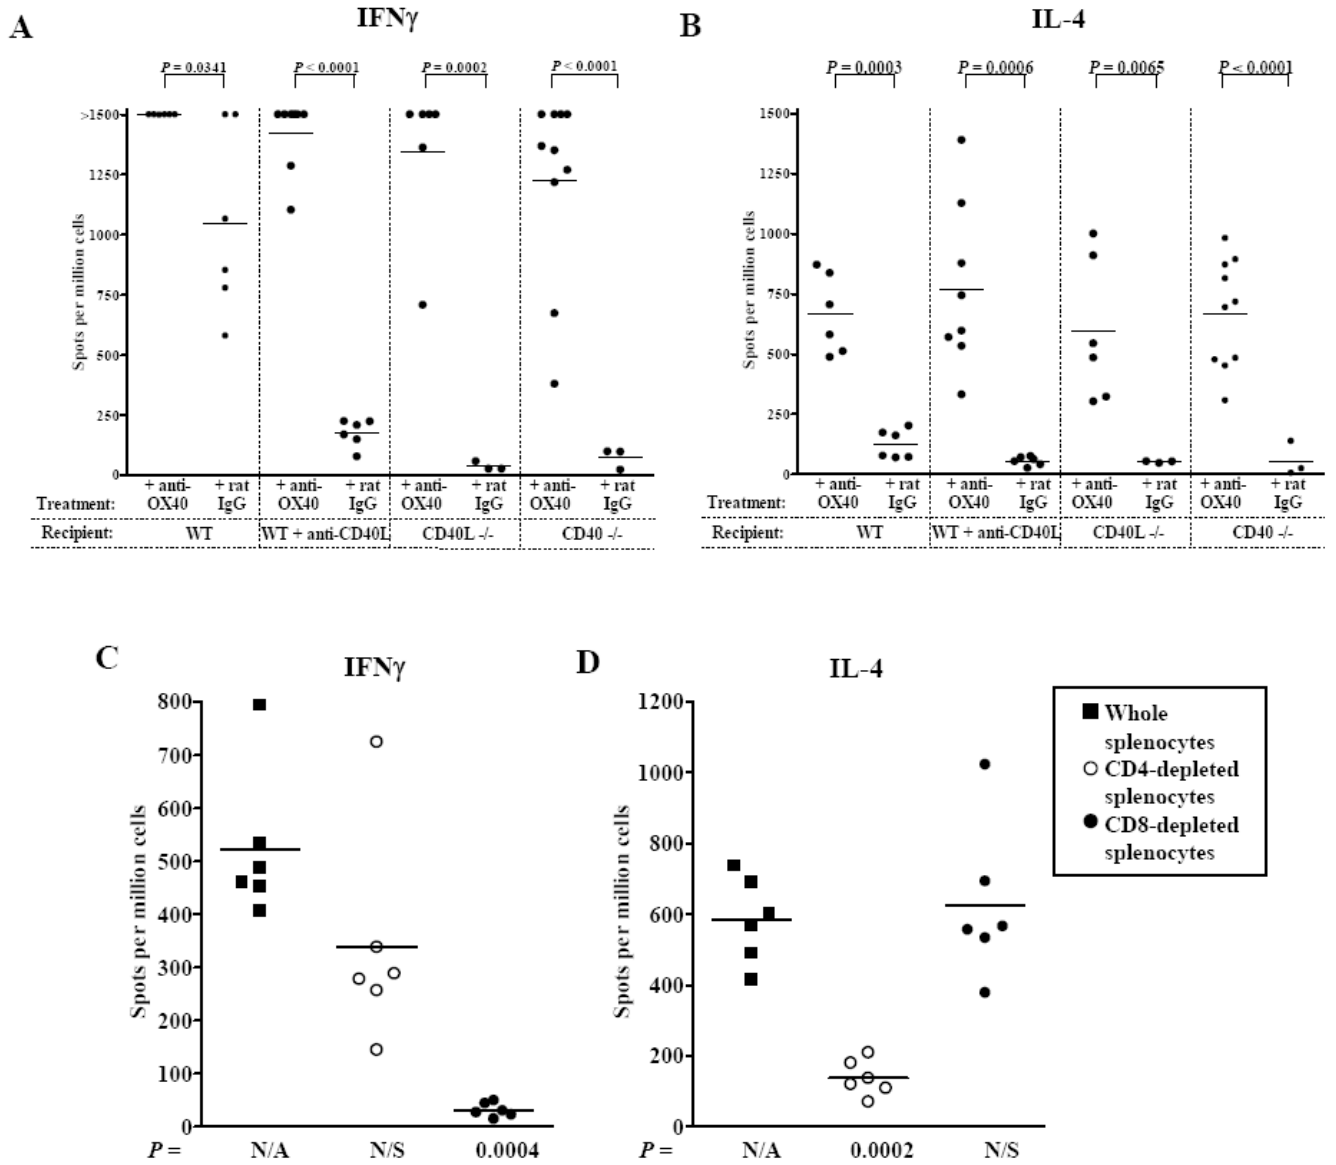 A
IFNγ
P = 0.0341
P < 0.0001
P = 0.0002
P < 0.0001
>1500
1250
1000
750
500
250
0
Spots per million cells
Treatment:
+ anti-OX40
+ rat IgG
+ anti-OX40
+ rat IgG
+ anti-OX40
+ rat IgG
+ anti-OX40
+ rat IgG
Recipient:
WT
WT + anti-CD40L
CD40L -/-
CD40 -/-
B
IL-4
P = 0.0003
P = 0.0006
P = 0.0065
P < 0.0001
1500
1250
1000
750
500
250
0
Spots per million cells
Treatment:
+ anti-OX40
+ rat IgG
+ anti-OX40
+ rat IgG
+ anti-OX40
+ rat IgG
+ anti-OX40
+ rat IgG
Recipient:
WT
WT + anti-CD40L
CD40L -/-
CD40 -/-
C
IFNγ
800
700
600
500
400
300
200
100
0
Spots per million cells
P =
N/A
N/S
0.0004
D
IL-4
1200
1000
800
600
400
200
0
Spots per million cells
P =
N/A
0.0002
N/S
Whole
splenocytes
CD4-depleted
splenocytes
CD8-depleted
splenocytes